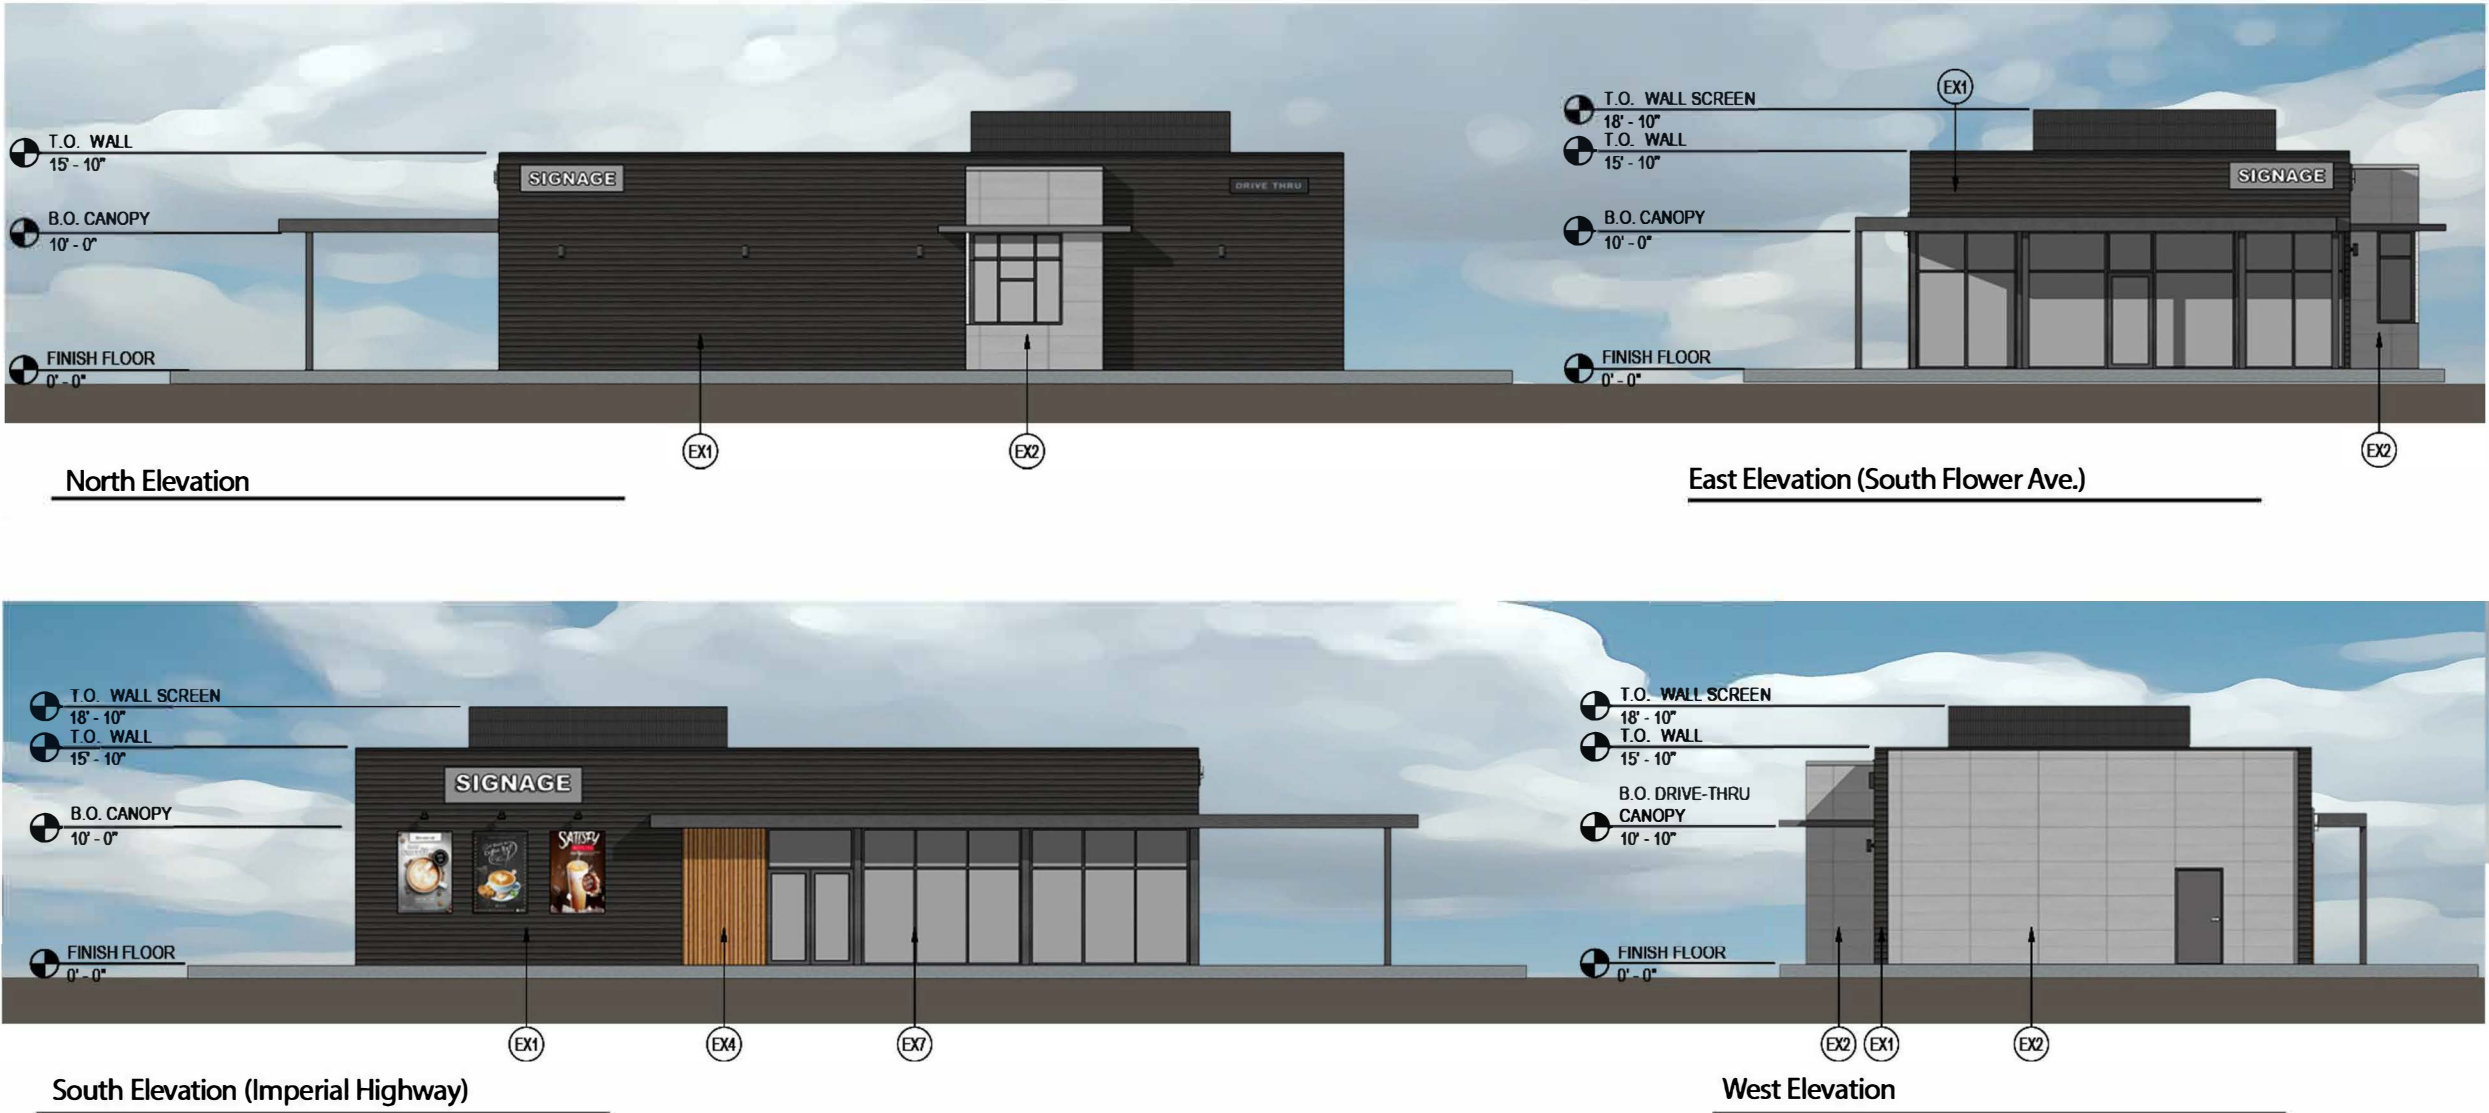 T.O. WALL
15' - 10"
SIGNAGE
DRIVE THRU
B.O. CANOPY
10' - 0"
FINISH FLOOR
0' - 0"
EX1
EX2
North Elevation
EX1
T.O. WALL SCREEN
18' - 10"
T.O. WALL
15' - 10"
SIGNAGE
B.O. CANOPY
10' - 0"
FINISH FLOOR
0' - 0"
EX2
East Elevation (South Flower Ave.)
T.O. WALL SCREEN
18' - 10"
T.O. WALL
15' - 10"
SIGNAGE
B.O. CANOPY
10' - 0"
SATISFY
FINISH FLOOR
0' - 0"
EX1
EX4
EX7
South Elevation (Imperial Highway)
T.O. WALL SCREEN
18' - 10"
T.O. WALL
15' - 10"
B.O. DRIVE-THRU
CANOPY
10' - 10"
FINISH FLOOR
0' - 0"
EX2
EX1
EX2
West Elevation